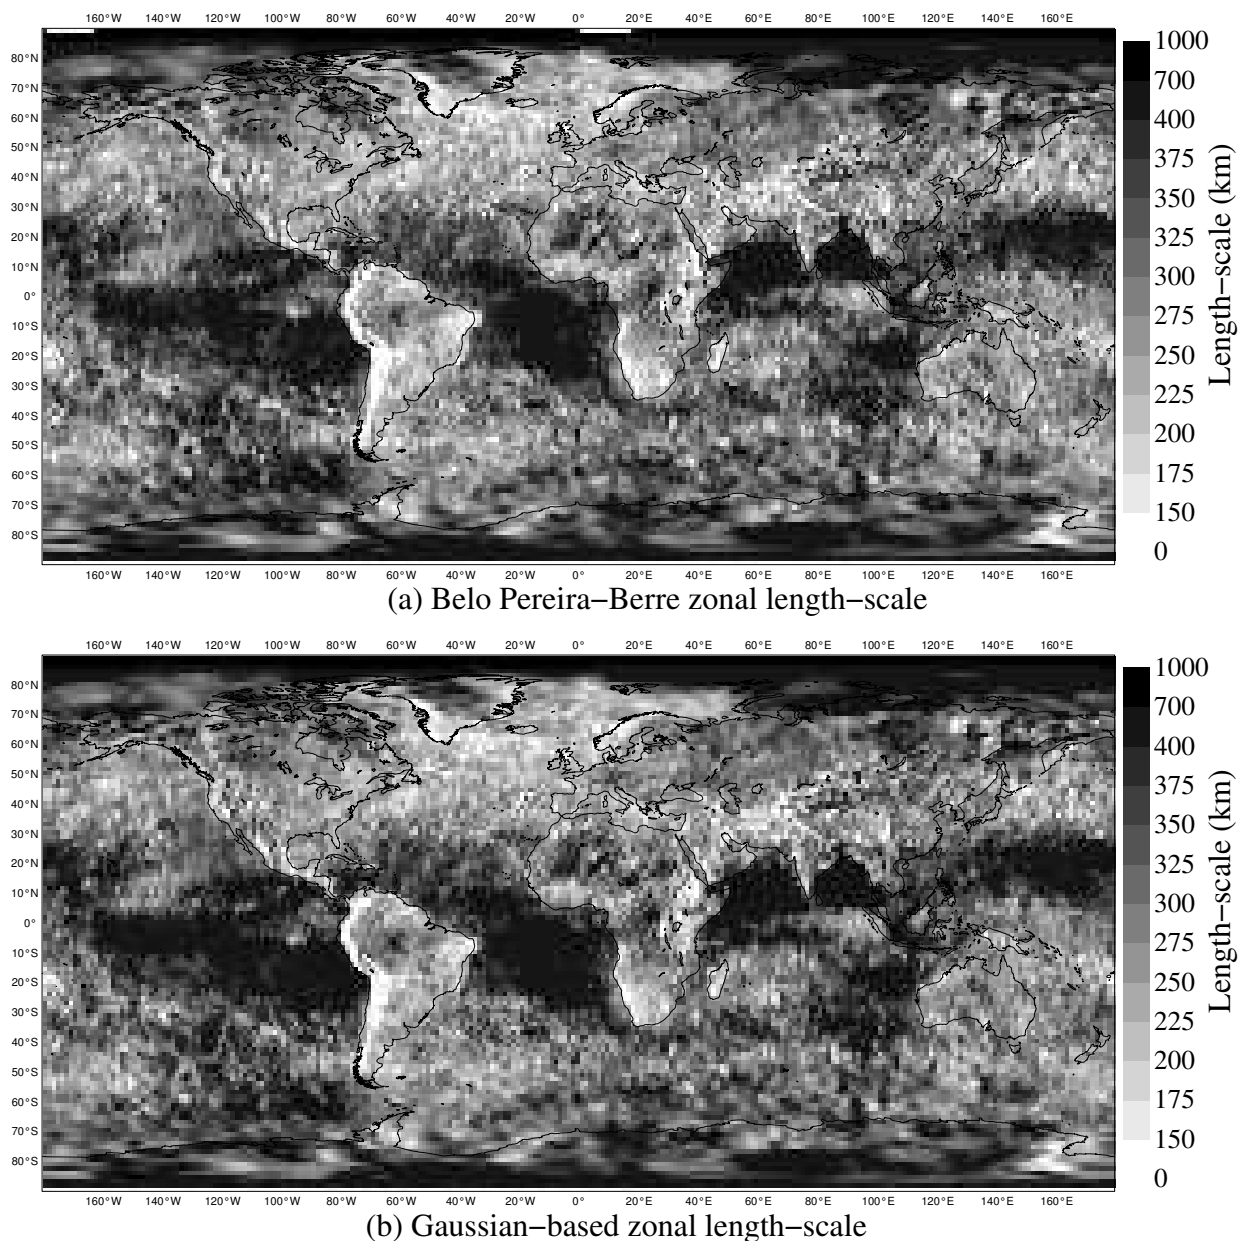 160°W 140°W 120°W 100°W 80°W 60°W 40°W 20°W 0° 20°E 40°E 60°E 80°E 100°E 120°E 140°E 160°E
80°N
70°N
60°N
50°N
40°N
30°N
20°N
10°N
0°
10°S
20°S
30°S
40°S
50°S
60°S
70°S
80°S
1000
700
400
375
350
325
300
275
250
225
200
175
150
0
Length−scale (km)
160°W 140°W 120°W 100°W 80°W 60°W 40°W 20°W 0° 20°E 40°E 60°E 80°E 100°E 120°E 140°E 160°E
(a) Belo Pereira−Berre zonal length−scale
160°W 140°W 120°W 100°W 80°W 60°W 40°W 20°W 0° 20°E 40°E 60°E 80°E 100°E 120°E 140°E 160°E
80°N
70°N
60°N
50°N
40°N
30°N
20°N
10°N
0°
10°S
20°S
30°S
40°S
50°S
60°S
70°S
80°S
1000
700
400
375
350
325
300
275
250
225
200
175
150
0
Length−scale (km)
160°W 140°W 120°W 100°W 80°W 60°W 40°W 20°W 0° 20°E 40°E 60°E 80°E 100°E 120°E 140°E 160°E
(b) Gaussian−based zonal length−scale